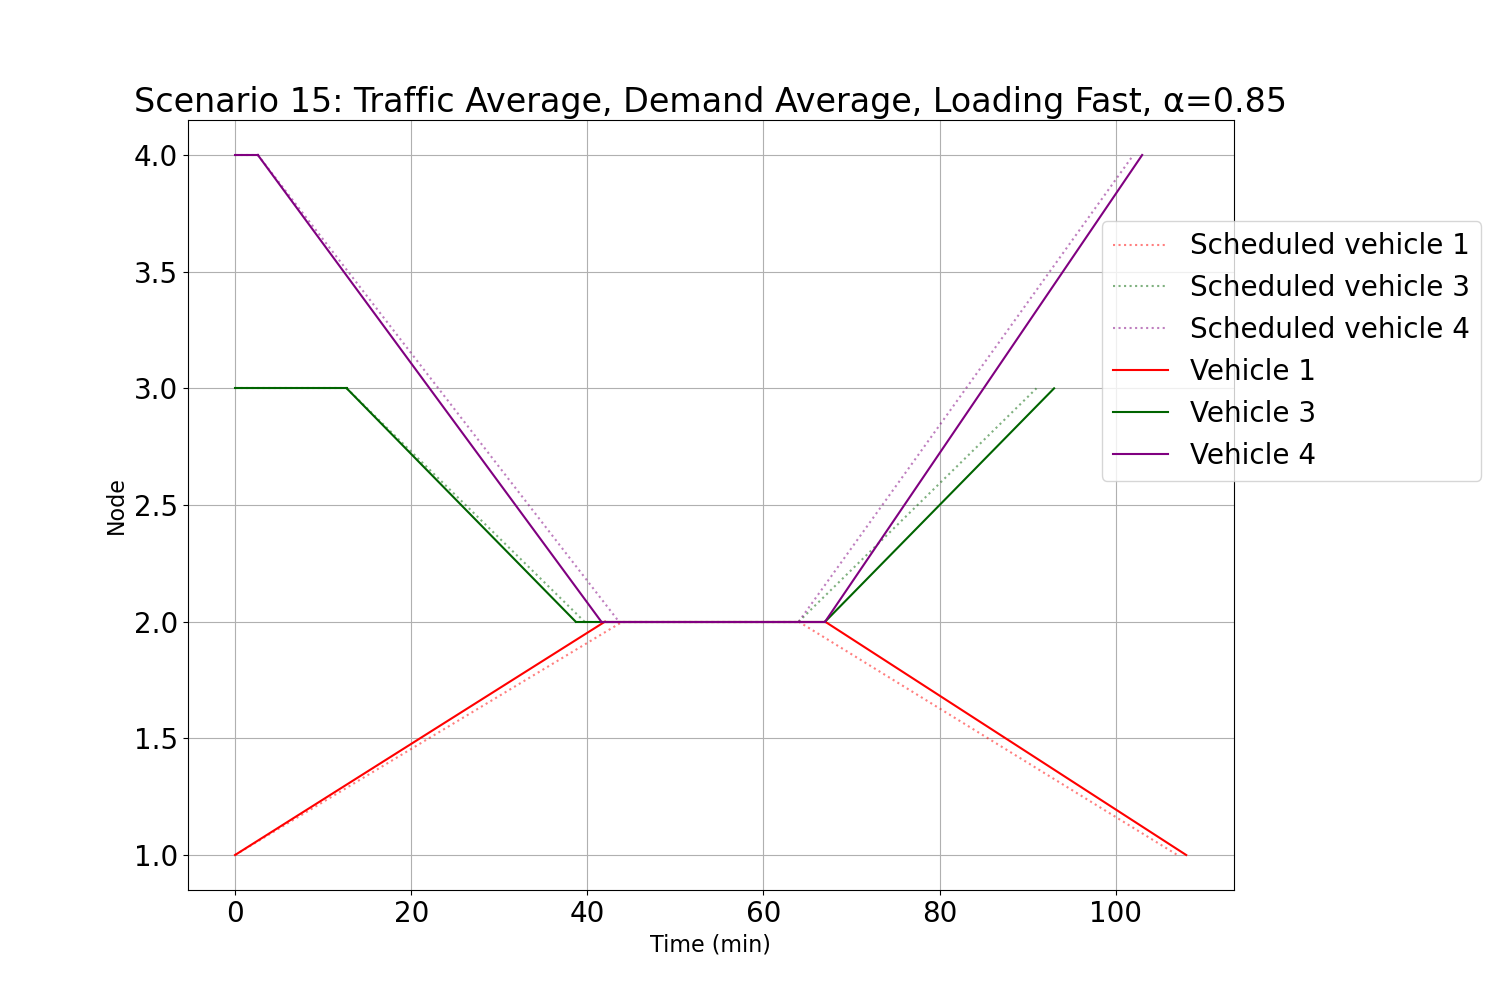 Scenario 15: Traffic Average, Demand Average, Loading Fast, α=0.85
4.0
3.5
3.0
2.5
2.0
1.5
1.0
Node
0 20 40 60 80 100
Time (min)
Scheduled vehicle 1
Scheduled vehicle 3
Scheduled vehicle 4
Vehicle 1
Vehicle 3
Vehicle 4